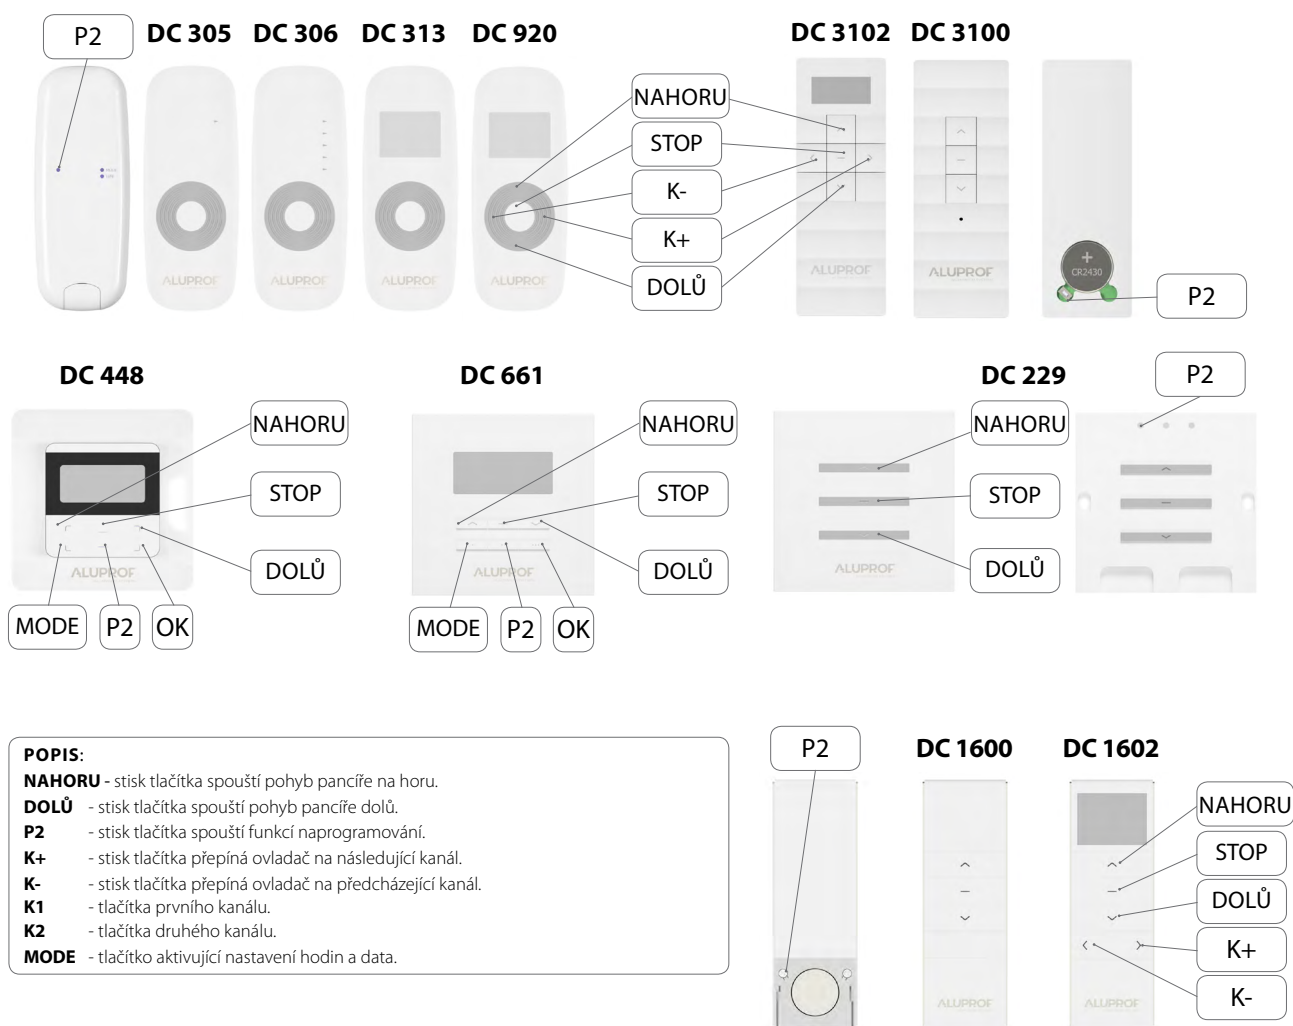 P2
DC 305 DC 306 DC 313 DC 920
DC 3102 DC 3100
NAHORU
STOP
K-
K+
DOLŮ
ALUPROF ALUPROF ALUPROF ALUPROF
ALUPROF ALUPROF
+
CR2430
P2
DC 448
NAHORU
STOP
DOLŮ
ALUPROF
MODE P2 OK
DC 661
NAHORU
STOP
DOLŮ
ALUPROF
MODE P2 OK
DC 229
P2
NAHORU
STOP
DOLŮ
ALUPROF
POPIS:
NAHORU - stisk tlačítka spouští pohyb pancíře na horu.
DOLŮ - stisk tlačítka spouští pohyb pancíře dolů.
P2 - stisk tlačítka spouští funkcí naprogramování.
K+ - stisk tlačítka přepíná ovladač na následující kanál.
K- - stisk tlačítka přepíná ovladač na předcházející kanál.
K1 - tlačítka prvního kanálu.
K2 - tlačítka druhého kanálu.
MODE - tlačítko aktivující nastavení hodin a data.
P2
DC 1600 DC 1602
NAHORU
STOP
DOLŮ
K+
K-
ALUPROF ALUPROF